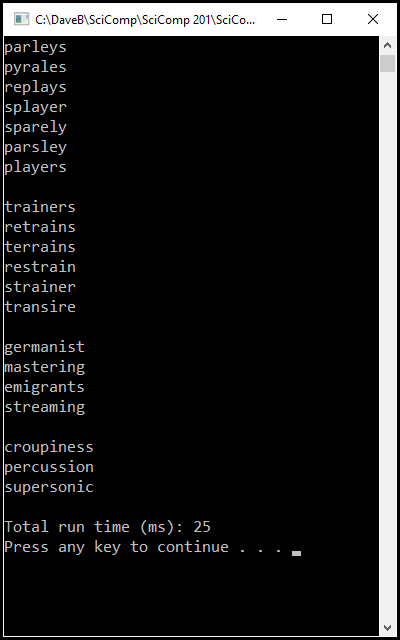 C:\DaveB\SciComp\SciComp 201\SciCo...
parleys
pyrales
replays
splayer
sparely
parsley
players
trainers
retrains
terrains
restrain
strainer
transire
germanist
mastering
emigrants
streaming
croupiness
percussion
supersonic
Total run time (ms): 25
Press any key to continue . . .